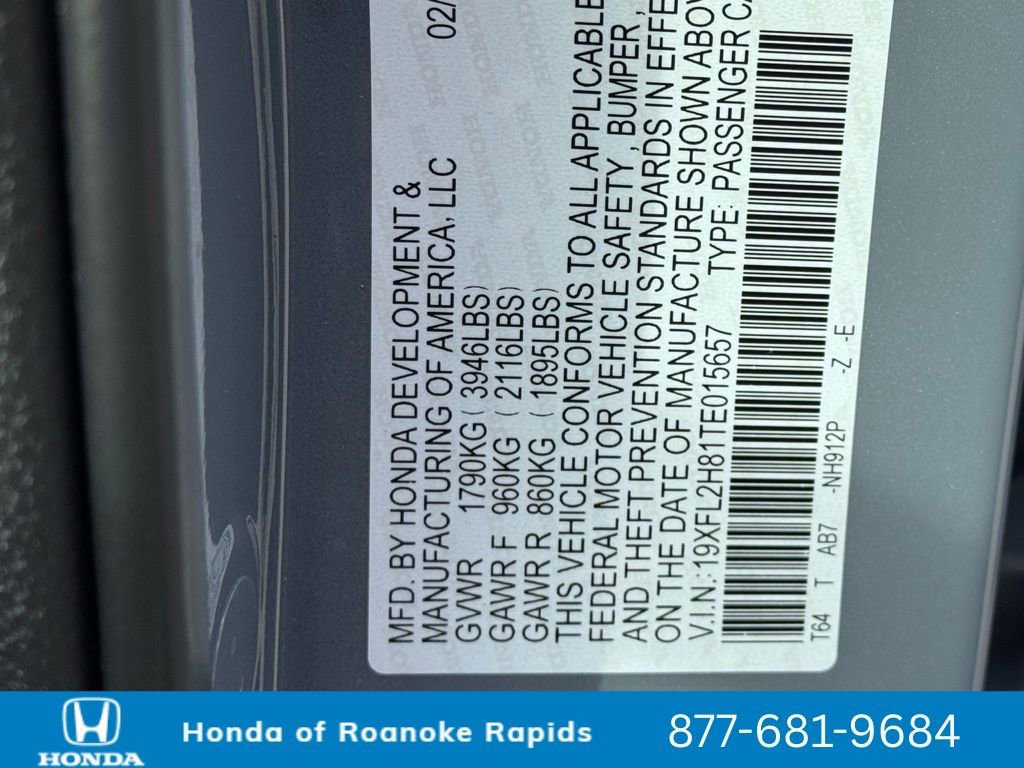 MFD. BY HONDA DEVELOPMENT &
MANUFACTURING OF AMERICA, LLC 02/
GVWR 1790KG ( 3946LBS)
GAWR F 960KG ( 2116LBS)
GAWR R 860KG ( 1895LBS)
THIS VEHICLE CONFORMS TO ALL APPLICABLE
FEDERAL MOTOR VEHICLE SAFETY , BUMPER ,
AND THEFT PREVENTION STANDARDS IN EFFE
ON THE DATE OF MANUFACTURE SHOWN ABOV
V.I.N.: 19XFL2H81TE015657 TYPE: PASSENGER CA
T64 T AB7 -NH912P -Z -E
HONDA
Honda of Roanoke Rapids
877-681-9684